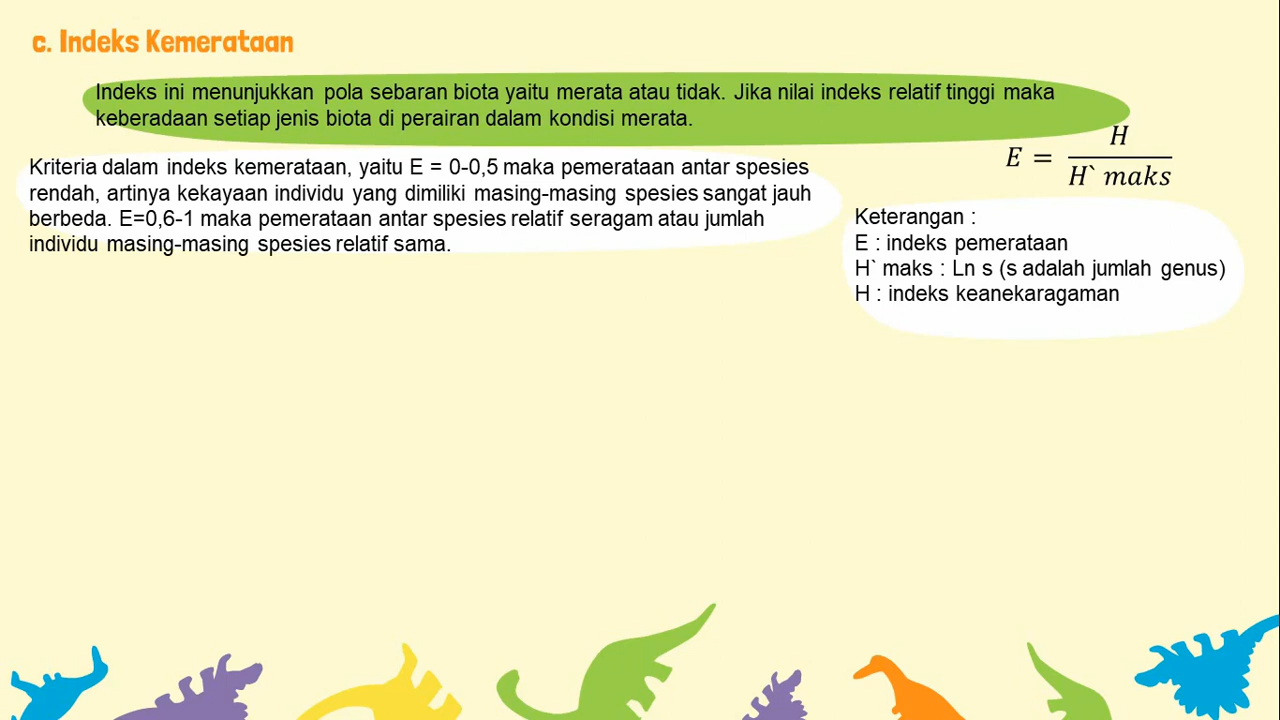 c. Indeks Kemerataan
Indeks ini menunjukkan pola sebaran biota yaitu merata atau tidak. Jika nilai indeks relatif tinggi maka
keberadaan setiap jenis biota di perairan dalam kondisi merata.
Kriteria dalam indeks kemerataan, yaitu E = 0-0,5 maka pemerataan antar spesies
rendah, artinya kekayaan individu yang dimiliki masing-masing spesies sangat jauh
berbeda. E=0,6-1 maka pemerataan antar spesies relatif seragam atau jumlah
individu masing-masing spesies relatif sama.
E = H / H` maks
Keterangan :
E : indeks pemerataan
H` maks : Ln s (s adalah jumlah genus)
H : indeks keanekaragaman